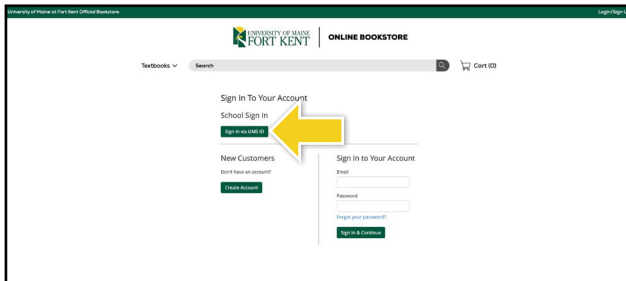 University of Maine at Fort Kent Official Bookstore
Login/Sign U
UNIVERSITY OF MAINE
FORT KENT
ONLINE BOOKSTORE
Textbooks
Search
Cart (0)
Sign In To Your Account
School Sign In
Sign In via UMS ID
New Customers
Don't have an account?
Create Account
Sign In to Your Account
Email
Password
Forgot your password?
Sign In & Continue